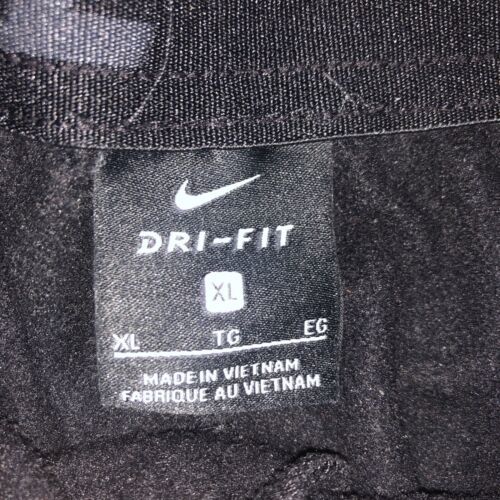 DRI-FIT
XL
XL TG EG
MADE IN VIETNAM
FABRIQUE AU VIETNAM